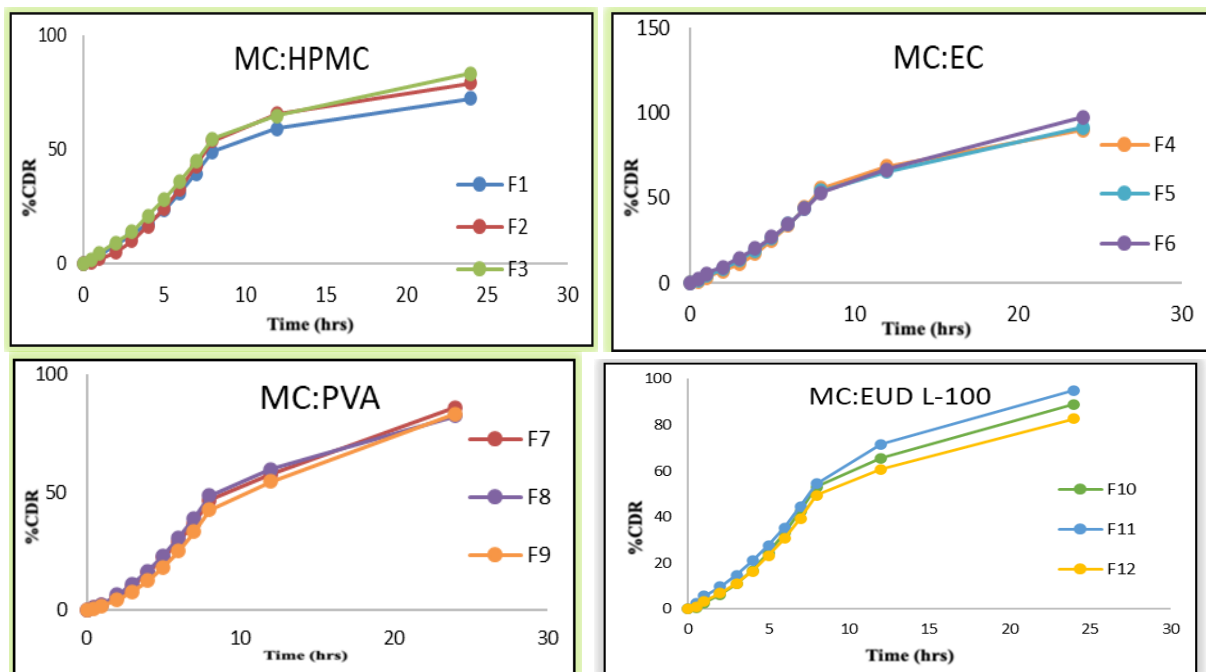 MC:HPMC
%CDR
100
50
0
0 5 10 15 20 25 30
Time (hrs)
F1
F2
F3
MC:EC
%CDR
150
100
50
0
0 10 20 30
Time (hrs)
F4
F5
F6
MC:PVA
%CDR
100
50
0
0 10 20 30
Time (hrs)
F7
F8
F9
MC:EUD L-100
%CDR
100
80
60
40
20
0
0 5 10 15 20 25 30
Time (hrs)
F10
F11
F12